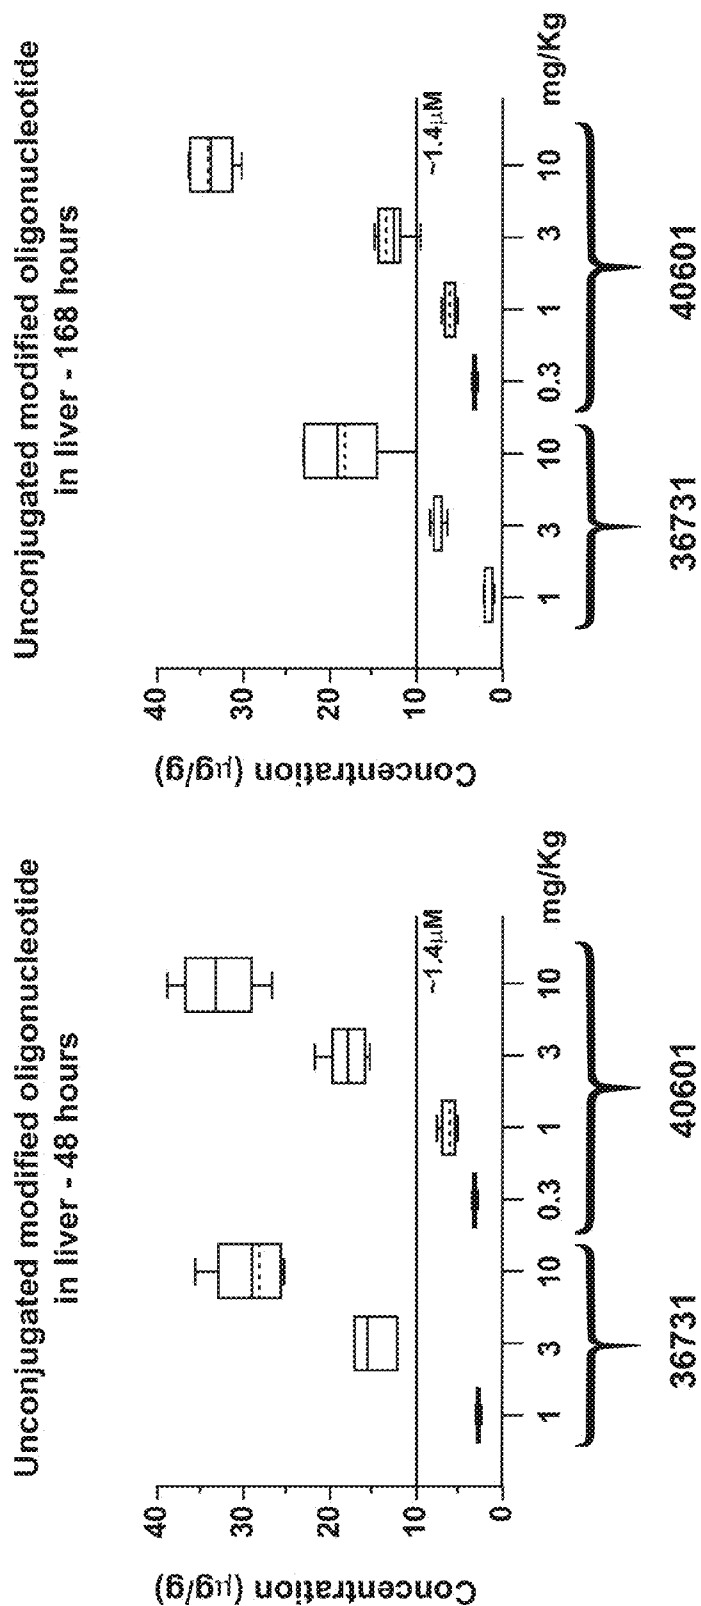 Unconjugated modified oligonucleotide
in liver - 48 hours
Concentration (µg/g)
40
30
20
10
0
~1.4µM
1
3
10
0.3
1
3
10
mg/Kg
36731
40601
Unconjugated modified oligonucleotide
in liver - 168 hours
Concentration (µg/g)
40
30
20
10
0
~1.4µM
1
3
10
0.3
1
3
10
mg/Kg
36731
40601